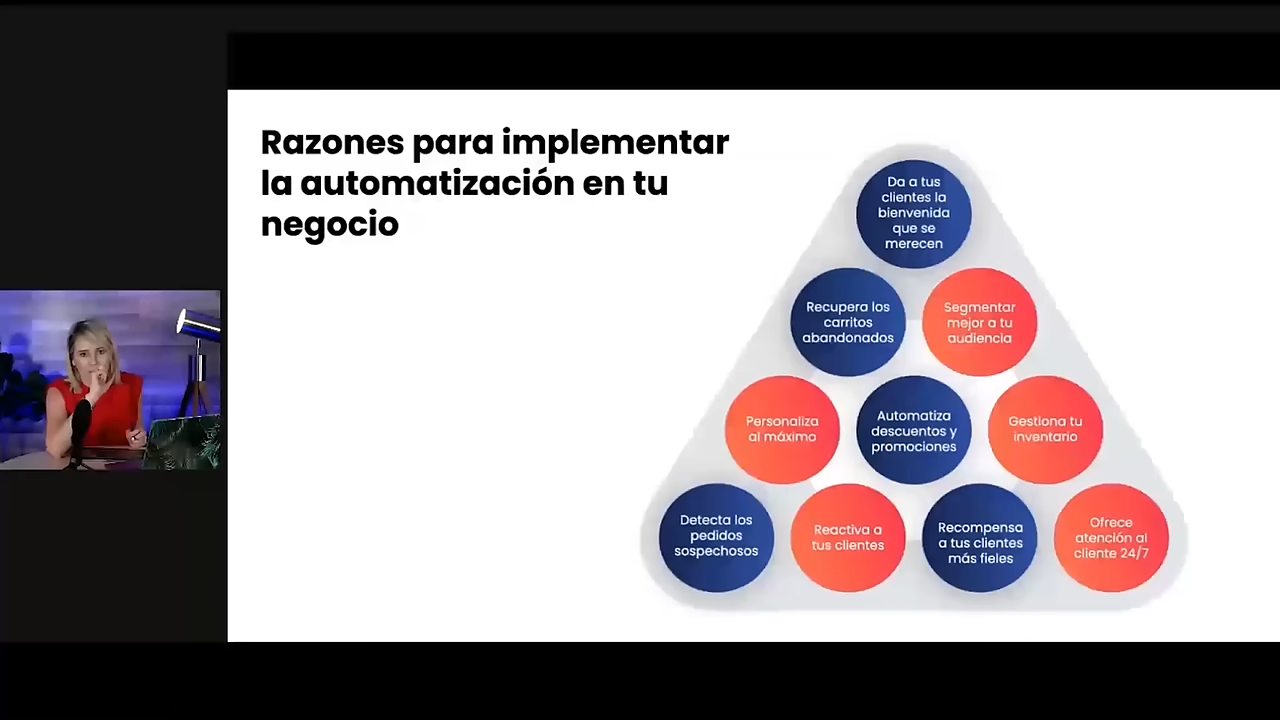 Razones para implementar
la automatización en tu
negocio
Da a tus
clientes la
bienvenida
que se
merecen
Recupera los
carritos
abandonados
Segmentar
mejor a tu
audiencia
Personaliza
al máximo
Automatiza
descuentos y
promociones
Gestiona tu
inventario
Detecta los
pedidos
sospechosos
Reactiva a
tus clientes
Recompensa
a tus clientes
más fieles
Ofrece
atención al
cliente 24/7